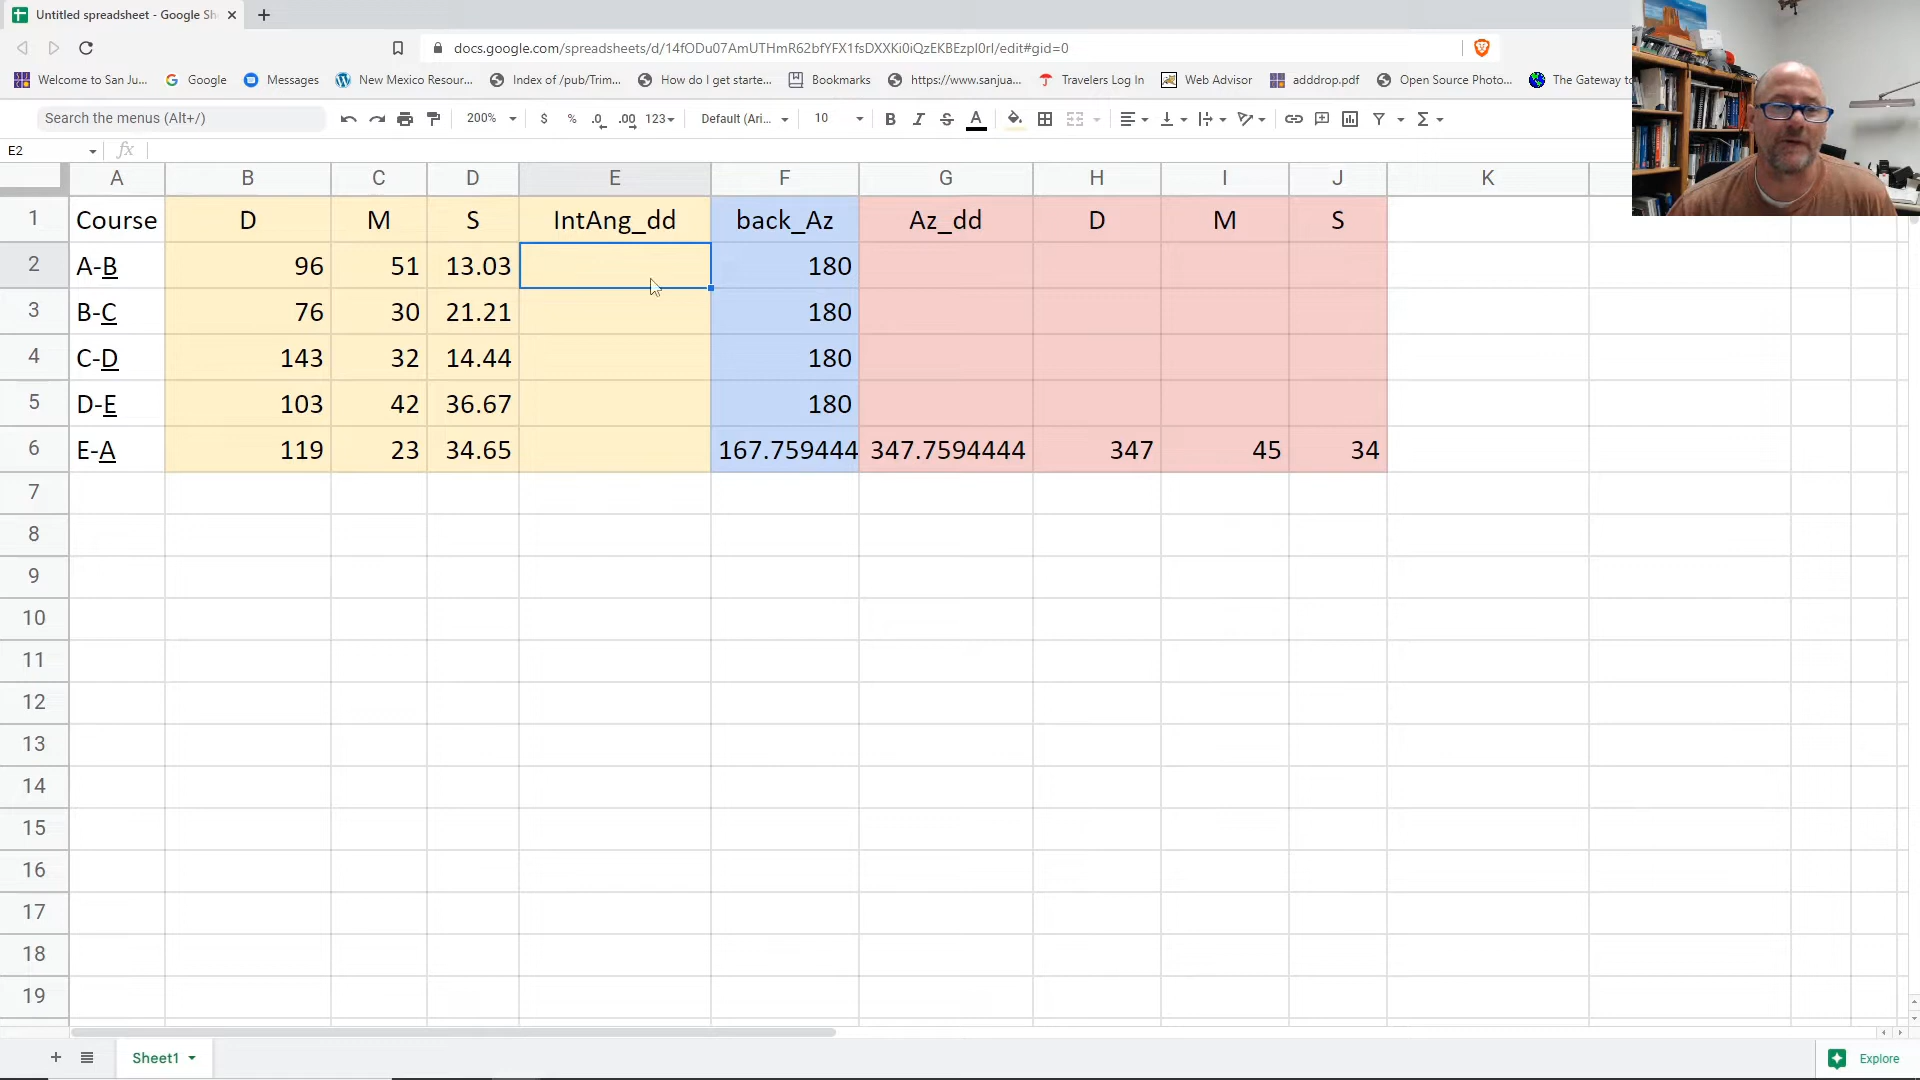 Untitled spreadsheet - Google Sh
docs.google.com/spreadsheets/d/14fODu07AmUTHmR62bfYFX1fsDXXKi0iQzEKBEzpl0rI/edit#gid=0
Welcome to San Ju... Google Messages New Mexico Resour... Index of /pub/Trim... How do I get starte... Bookmarks https://www.sanjua... Travelers Log In Web Advisor adddrop.pdf Open Source Photo... The Gateway to
Search the menus (Alt+/) 200% $ % .0 .00 123 Default (Ari... 10 B I S A Σ
E2 fx
A B C D E F G H I J K
1 Course D M S IntAng_dd back_Az Az_dd D M S
2 A-B 96 51 13.03 180
3 B-C 76 30 21.21 180
4 C-D 143 32 14.44 180
5 D-E 103 42 36.67 180
6 E-A 119 23 34.65 167.759444 347.7594444 347 45 34
7
8
9
10
11
12
13
14
15
16
17
18
19
Sheet1 Explore